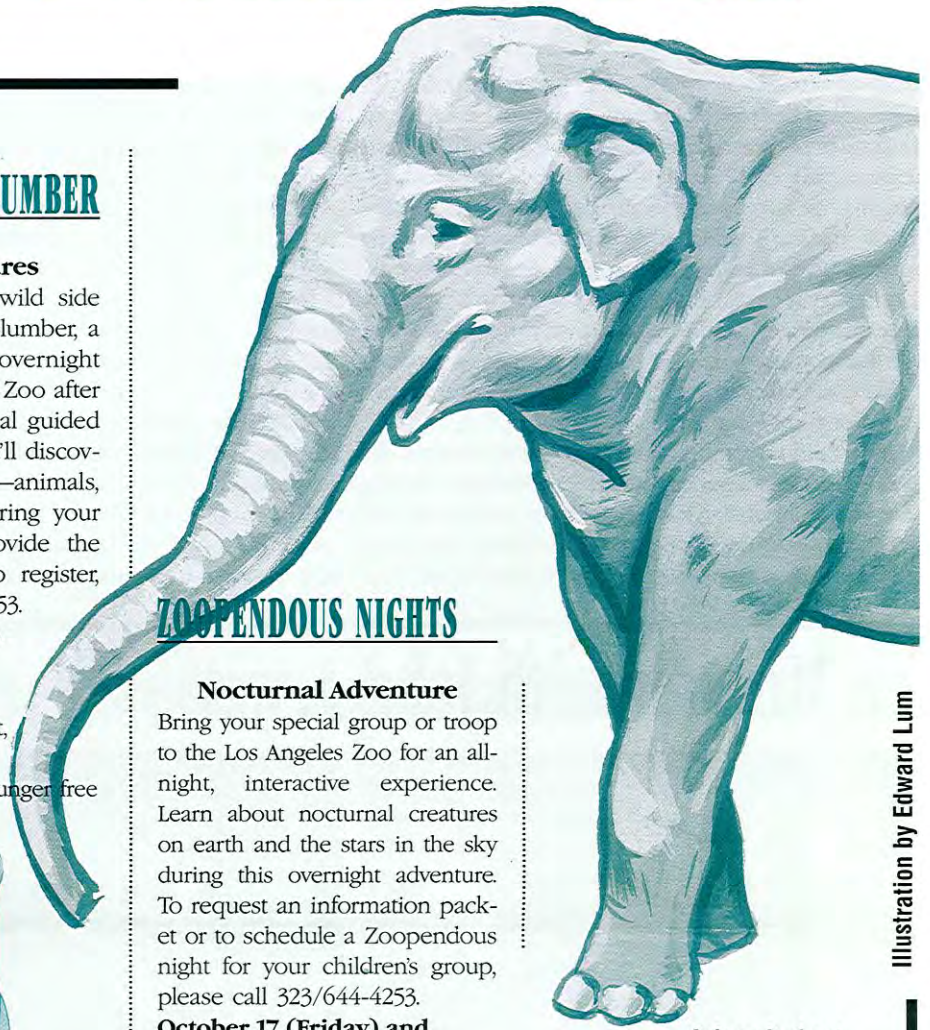 UMBER
res
wild side
lumber, a
overnight
Zoo after
al guided
'll discov-
—animals,
ring your
ovide the
o register,
53.
unger free
ZOOPENDOUS NIGHTS
Nocturnal Adventure
Bring your special group or troop
to the Los Angeles Zoo for an all-
night, interactive experience.
Learn about nocturnal creatures
on earth and the stars in the sky
during this overnight adventure.
To request an information pack-
et or to schedule a Zoopendous
night for your children's group,
please call 323/644-4253.
October 17 (Friday) and
Illustration by Edward Lum